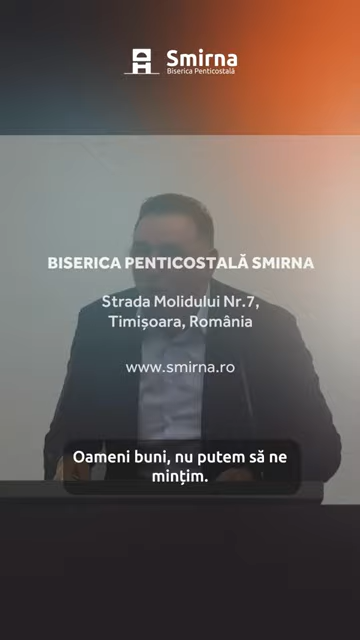 Smirna
Biserica Penticostală
BISERICA PENTICOSTALĂ SMIRNA
Strada Molidului Nr.7,
Timișoara, România
www.smirna.ro
Oameni buni, nu putem să ne
mințim.